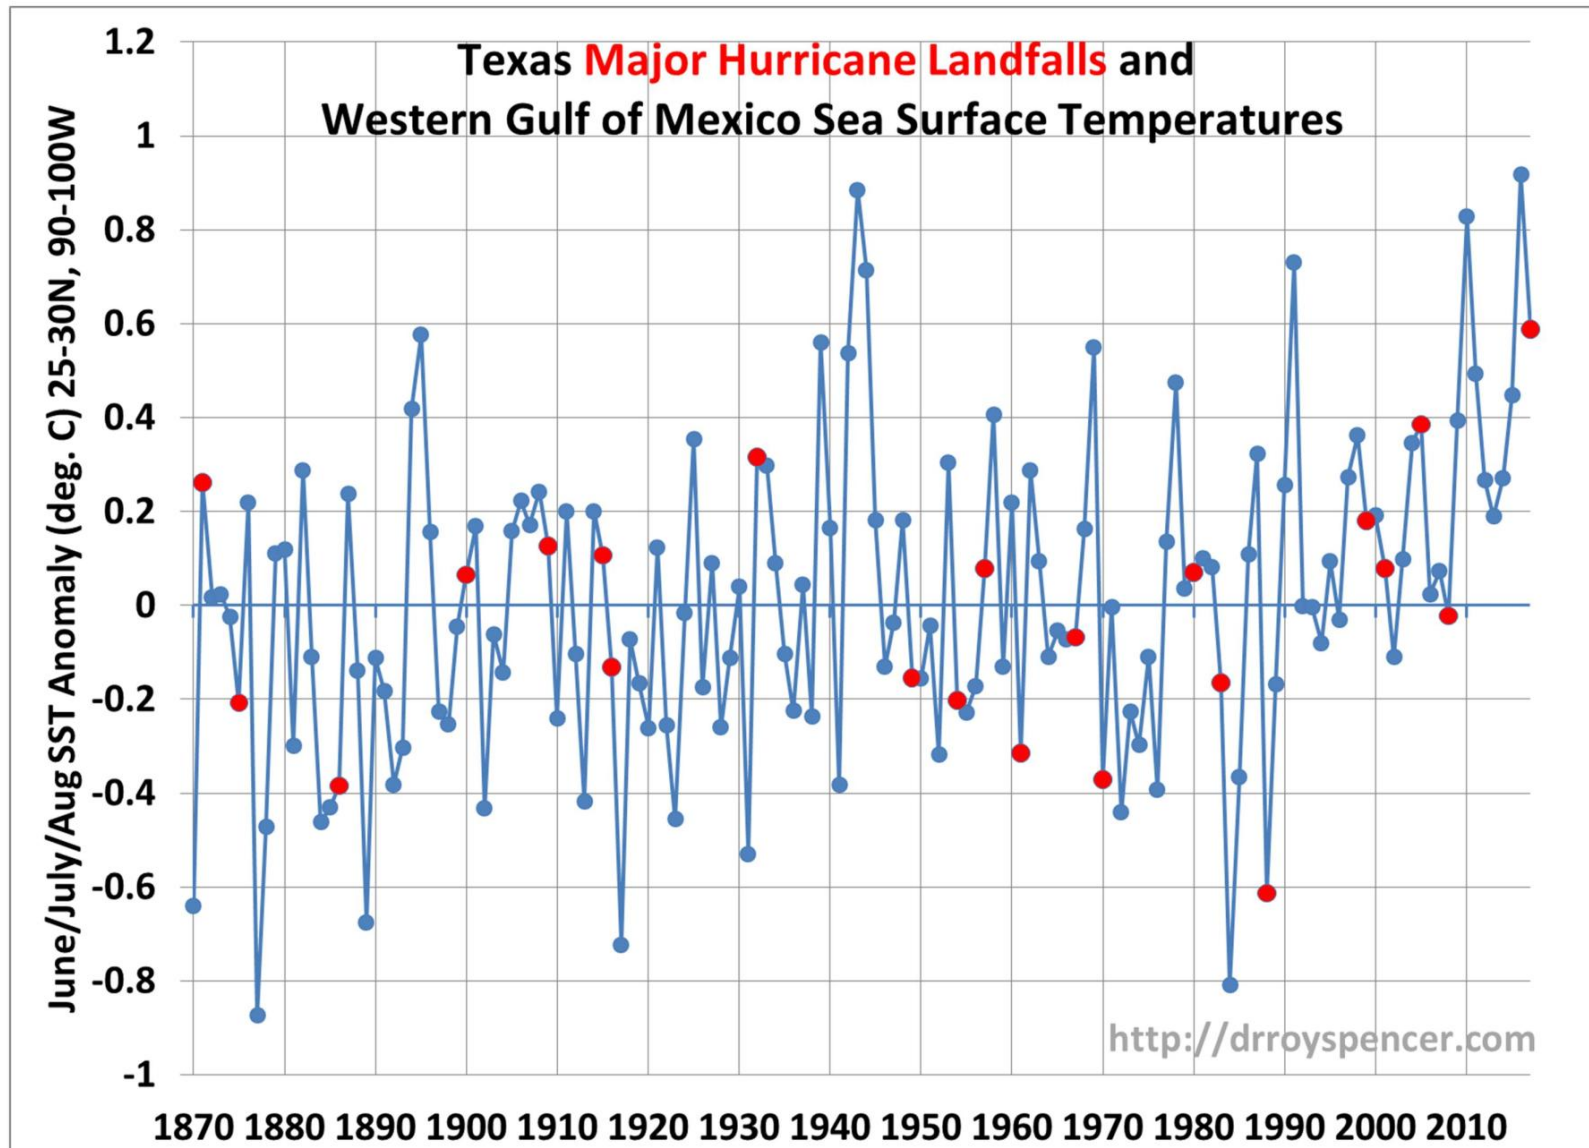 Texas Major Hurricane Landfalls and
Western Gulf of Mexico Sea Surface Temperatures
June/July/Aug SST Anomaly (deg. C) 25-30N, 90-100W
1.2
1
0.8
0.6
0.4
0.2
0
-0.2
-0.4
-0.6
-0.8
-1
http://drroyspencer.com
1870 1880 1890 1900 1910 1920 1930 1940 1950 1960 1970 1980 1990 2000 2010